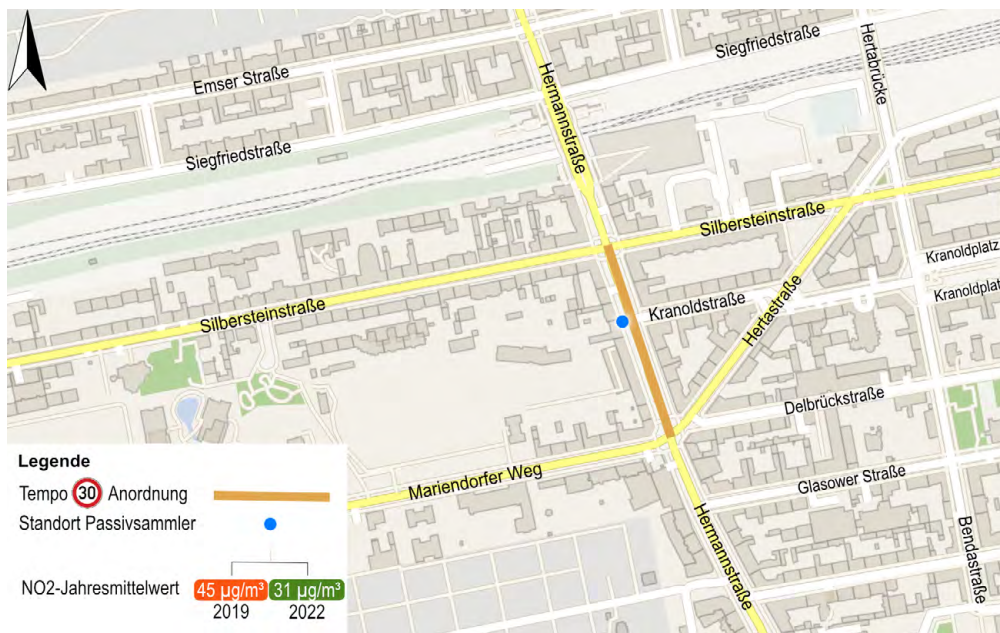 Siegfriedstraße
Hertabrücke
Emser Straße
Hermannstraße
Siegfriedstraße
Silbersteinstraße
Kranoldplatz
Kranoldstraße
Kranoldplatz
Silbersteinstraße
Hertastraße
Delbrückstraße
Mariendorfer Weg
Glasower Straße
Hermannstraße
Bendastraße
Legende
Tempo 30 Anordnung
Standort Passivsammler
NO2-Jahresmittelwert 45 µg/m³ 31 µg/m³
2019 2022